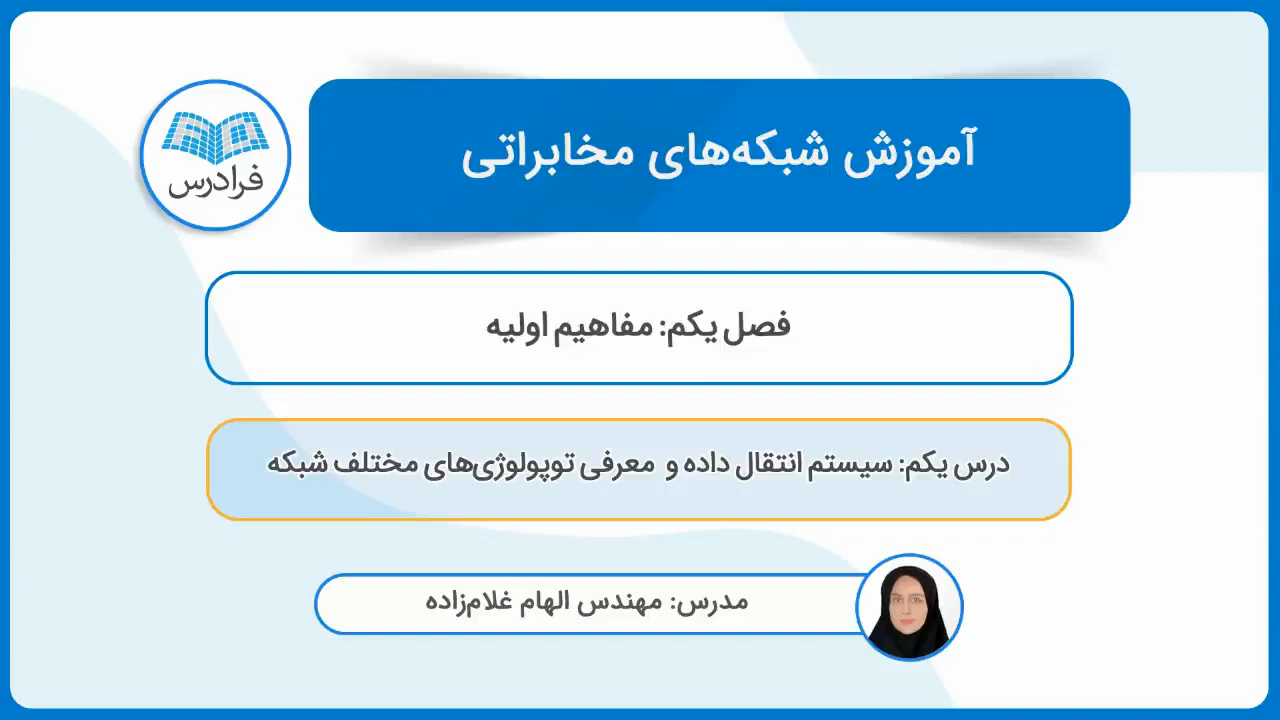 آموزش شبکه‌های مخابراتی
فرادرس
فصل یکم: مفاهیم اولیه
درس یکم: سیستم انتقال داده و معرفی توپولوژی‌های مختلف شبکه
مدرس: مهندس الهام غلام‌زاده